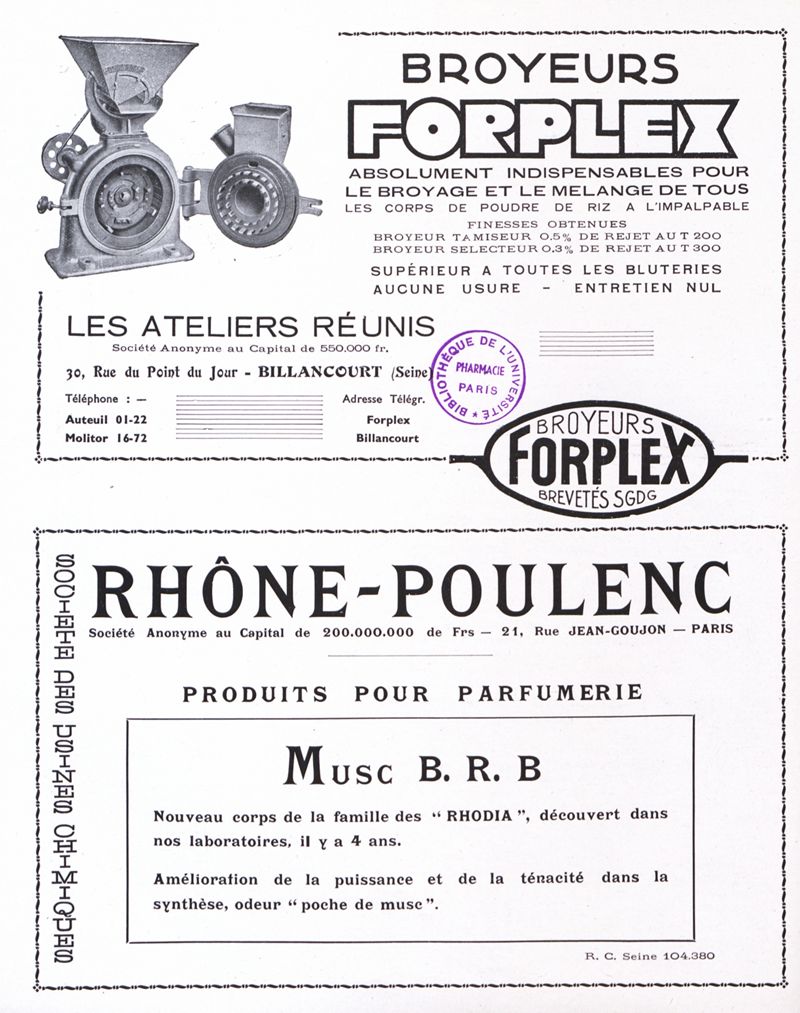 BROYEURS
FORPLEX
ABSOLUMENT INDISPENSABLES POUR
LE BROYAGE ET LE MELANGE DE TOUS
LES CORPS DE POUDRE DE RIZ A L'IMPALPABLE
FINESSES OBTENUES
BROYEUR TAMISEUR 0.5% DE REJET AU T 200
BROYEUR SELECTEUR 0.3% DE REJET AU T 300
SUPÉRIEUR A TOUTES LES BLUTERIES
AUCUNE USURE - ENTRETIEN NUL
LES ATELIERS RÉUNIS
Société Anonyme au Capital de 550.000 fr.
30, Rue du Point du Jour - BILLANCOURT (Seine)
Téléphone : —
Auteuil 01-22
Molitor 16-72
Adresse Télégr.
Forplex
Billancourt
BIBLIOTHÈQUE DE L'UNIVERSITÉ
PHARMACIE
PARIS
BROYEURS
FORPLEX
BREVETÉS SGDG
SOCIETE DES USINES CHIMIQUES
RHÔNE-POULENC
Société Anonyme au Capital de 200.000.000 de Frs — 21, Rue JEAN-GOUJON — PARIS
PRODUITS POUR PARFUMERIE
MUSC B. R. B
Nouveau corps de la famille des “ RHODIA ”, découvert dans
nos laboratoires, il y a 4 ans.
Amélioration de la puissance et de la ténacité dans la
synthèse, odeur “ poche de musc ”.
R. C. Seine 104.380